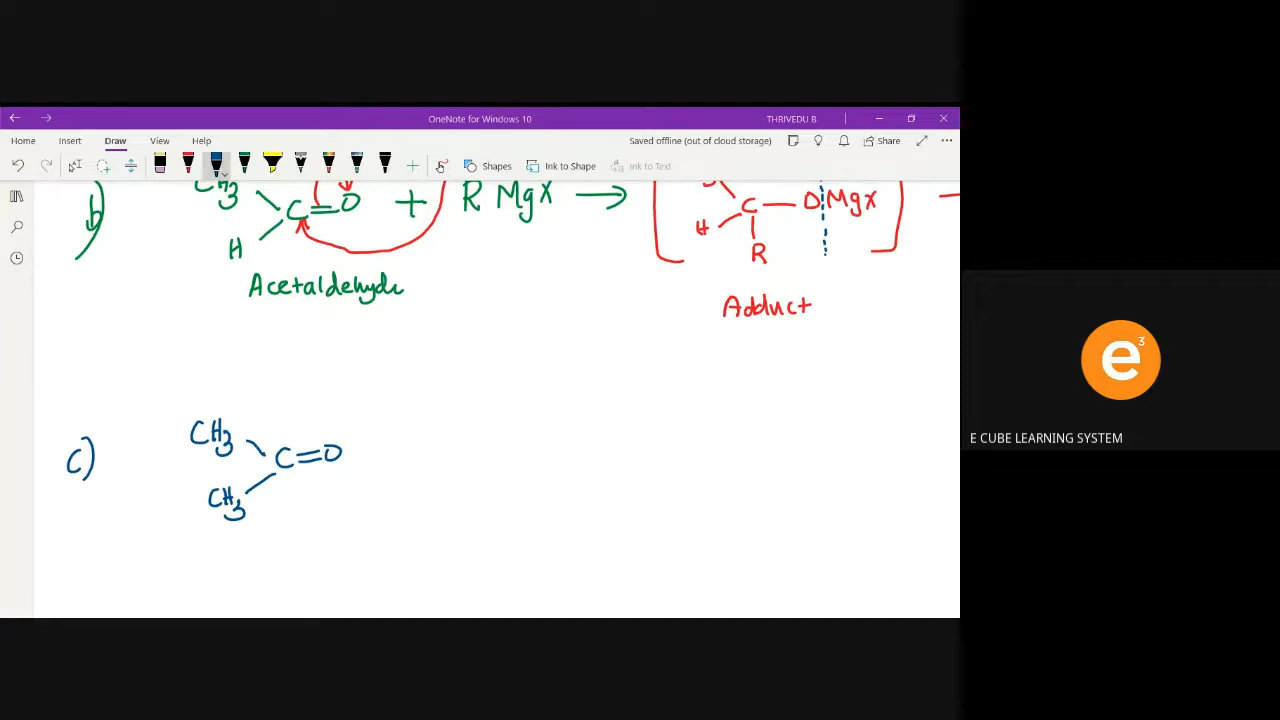 OneNote for Windows 10
THRIVEDU B
Home Insert Draw View Help
Saved offline (out of cloud storage)
Share
Shapes
Ink to Shape
Ink to Text
b)
CH3
C=O + R MgX →
H
Acetaldehyde
C — O MgX
H
R
Adduct
c)
CH3
C=O
CH3
e3
E CUBE LEARNING SYSTEM